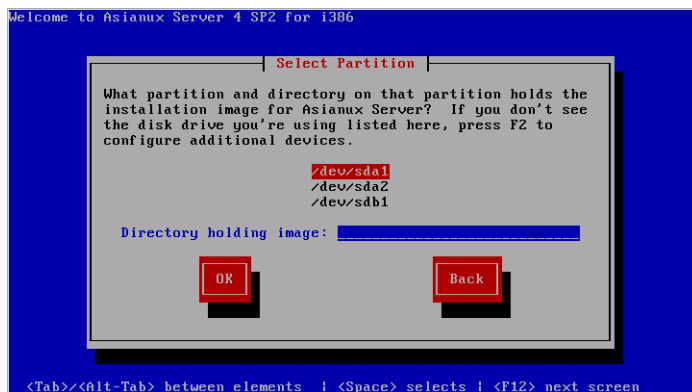 Welcome to Asianux Server 4 SP2 for i386
Select Partition
What partition and directory on that partition holds the
installation image for Asianux Server?  If you don't see
the disk drive you're using listed here, press F2 to
configure additional devices.
/dev/sda1
/dev/sda2
/dev/sdb1
Directory holding image:
OK Back
<Tab>/<Alt-Tab> between elements  | <Space> selects | <F12> next screen